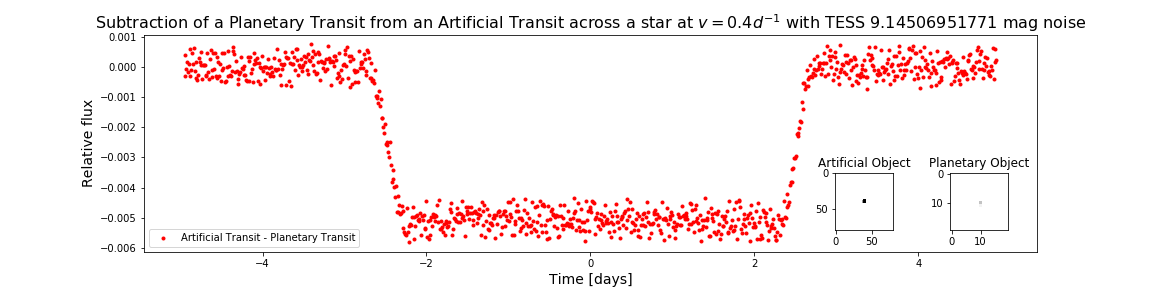 Subtraction of a Planetary Transit from an Artificial Transit across a star at v = 0.4d⁻¹ with TESS 9.14506951771 mag noise
0.001
0.000
−0.001
−0.002
−0.003
−0.004
−0.005
−0.006
Relative flux
Artificial Transit - Planetary Transit
Artificial Object
0
50
0 50
Planetary Object
0
10
0 10
−4 −2 0 2 4
Time [days]